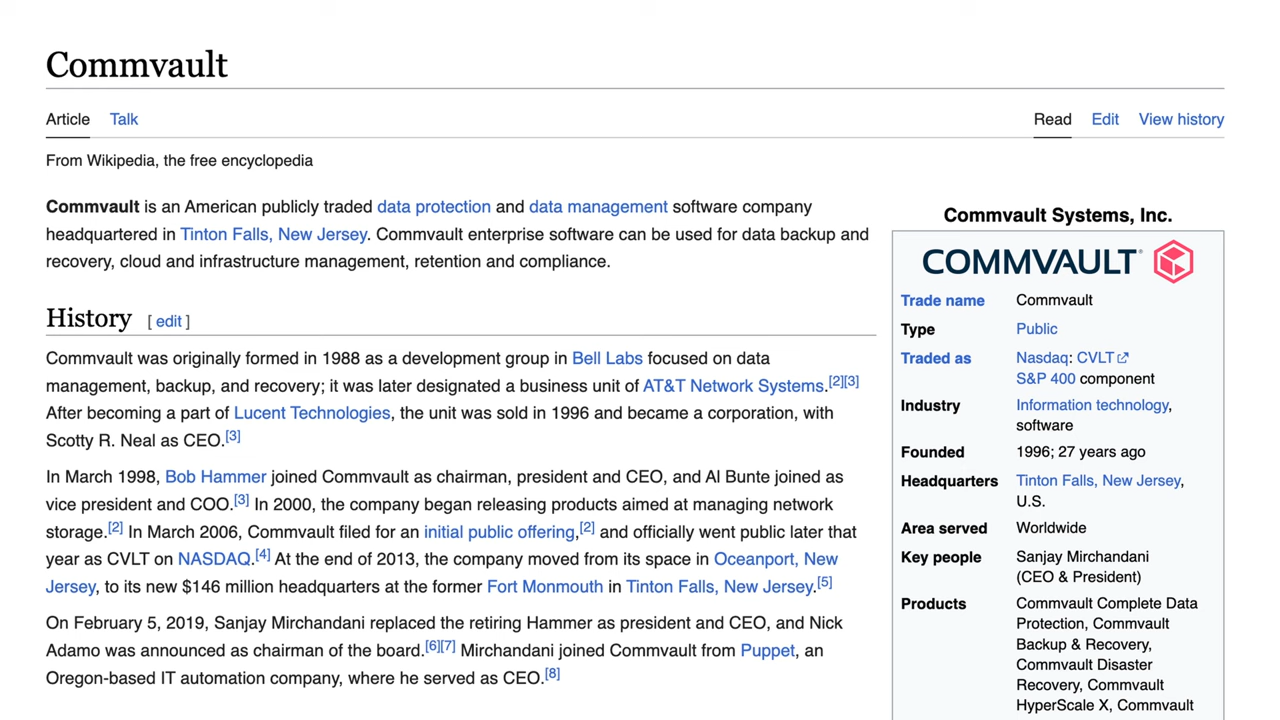 Commvault
Article Talk
Read Edit View history
From Wikipedia, the free encyclopedia
Commvault is an American publicly traded data protection and data management software company
headquartered in Tinton Falls, New Jersey. Commvault enterprise software can be used for data backup and
recovery, cloud and infrastructure management, retention and compliance.
History [ edit ]
Commvault was originally formed in 1988 as a development group in Bell Labs focused on data
management, backup, and recovery; it was later designated a business unit of AT&T Network Systems.[2][3]
After becoming a part of Lucent Technologies, the unit was sold in 1996 and became a corporation, with
Scotty R. Neal as CEO.[3]
In March 1998, Bob Hammer joined Commvault as chairman, president and CEO, and Al Bunte joined as
vice president and COO.[3] In 2000, the company began releasing products aimed at managing network
storage.[2] In March 2006, Commvault filed for an initial public offering,[2] and officially went public later that
year as CVLT on NASDAQ.[4] At the end of 2013, the company moved from its space in Oceanport, New
Jersey, to its new $146 million headquarters at the former Fort Monmouth in Tinton Falls, New Jersey.[5]
On February 5, 2019, Sanjay Mirchandani replaced the retiring Hammer as president and CEO, and Nick
Adamo was announced as chairman of the board.[6][7] Mirchandani joined Commvault from Puppet, an
Oregon-based IT automation company, where he served as CEO.[8]
Commvault Systems, Inc.
COMMVAULT®
Trade name Commvault
Type Public
Traded as Nasdaq: CVLT
S&P 400 component
Industry Information technology,
software
Founded 1996; 27 years ago
Headquarters Tinton Falls, New Jersey,
U.S.
Area served Worldwide
Key people Sanjay Mirchandani
(CEO & President)
Products Commvault Complete Data
Protection, Commvault
Backup & Recovery,
Commvault Disaster
Recovery, Commvault
HyperScale X, Commvault